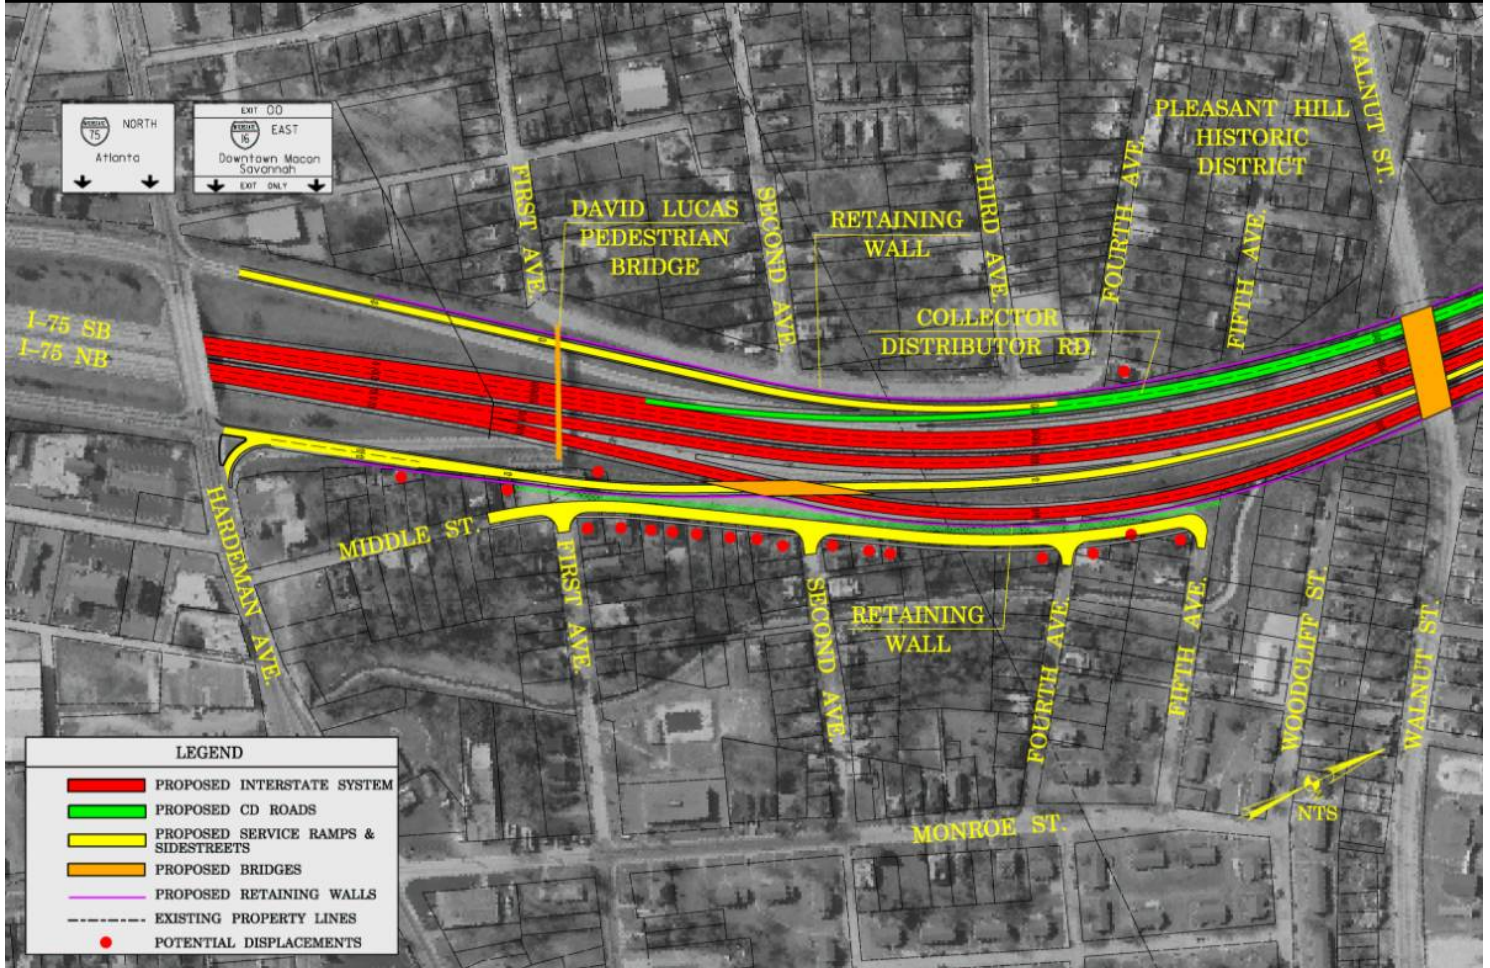 WALNUT ST.
PLEASANT HILL
HISTORIC
DISTRICT
NORTH
75
Atlanta
EXIT 00
16
EAST
Downtown Macon
Savannah
EXIT ONLY
FIRST AVE.
DAVID LUCAS
PEDESTRIAN
BRIDGE
SECOND AVE.
RETAINING
WALL
THIRD AVE.
FOURTH AVE.
FIFTH AVE.
COLLECTOR
DISTRIBUTOR RD.
I-75 SB
I-75 NB
HARDEMAN AVE.
MIDDLE ST.
FIRST AVE.
SECOND AVE.
RETAINING
WALL
FOURTH AVE.
FIFTH AVE.
WOODCLIFF ST.
WALNUT ST.
MONROE ST.
NTS
LEGEND
PROPOSED INTERSTATE SYSTEM
PROPOSED CD ROADS
PROPOSED SERVICE RAMPS &
SIDESTREETS
PROPOSED BRIDGES
PROPOSED RETAINING WALLS
EXISTING PROPERTY LINES
POTENTIAL DISPLACEMENTS